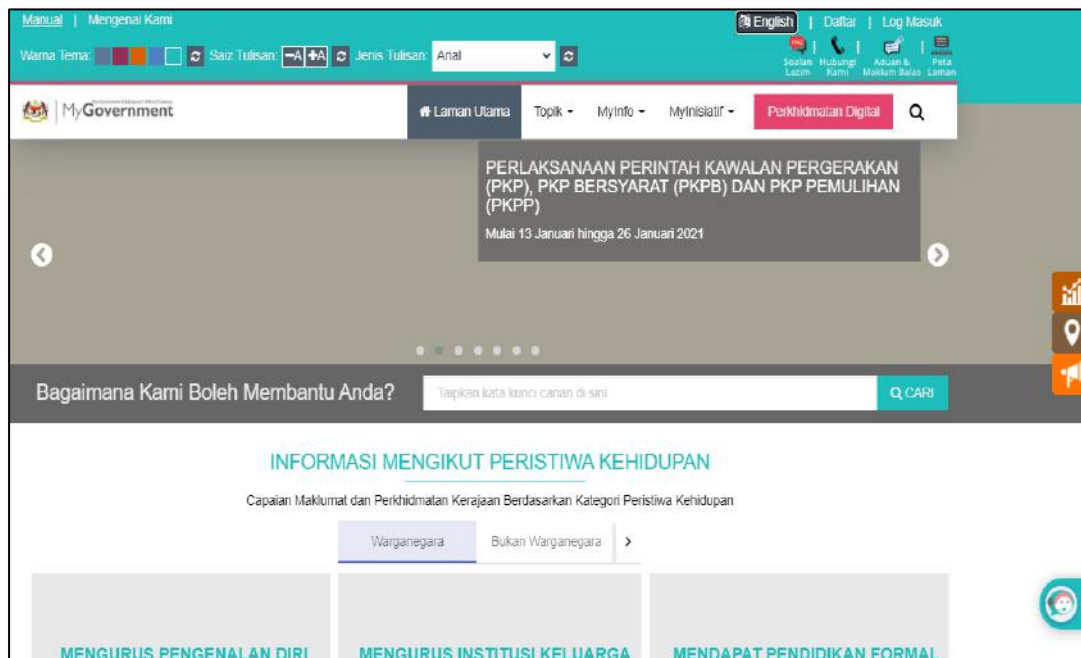 Manual | Mengenai Kami
English | Daftar | Log Masuk
Warna Tema: Saiz Tulisan: -A +A Jenis Tulisan: Arial
Soalan Lazim
Hubungi Kami
Aduan & Maklum Balas
Peta Laman
MyGovernment
Laman Utama Topik MyInfo MyInisiatif Perkhidmatan Digital
PERLAKSANAAN PERINTAH KAWALAN PERGERAKAN
(PKP), PKP BERSYARAT (PKPB) DAN PKP PEMULIHAN
(PKPP)
Mulai 13 Januari hingga 26 Januari 2021
Bagaimana Kami Boleh Membantu Anda? Taipkan kata kunci carian di sini CARI
INFORMASI MENGIKUT PERISTIWA KEHIDUPAN
Capaian Maklumat dan Perkhidmatan Kerajaan Berdasarkan Kategori Peristiwa Kehidupan
Warganegara Bukan Warganegara
MENGURUS PENGENALAN DIRI MENGURUS INSTITUSI KELUARGA MENDAPAT PENDIDIKAN FORMAL